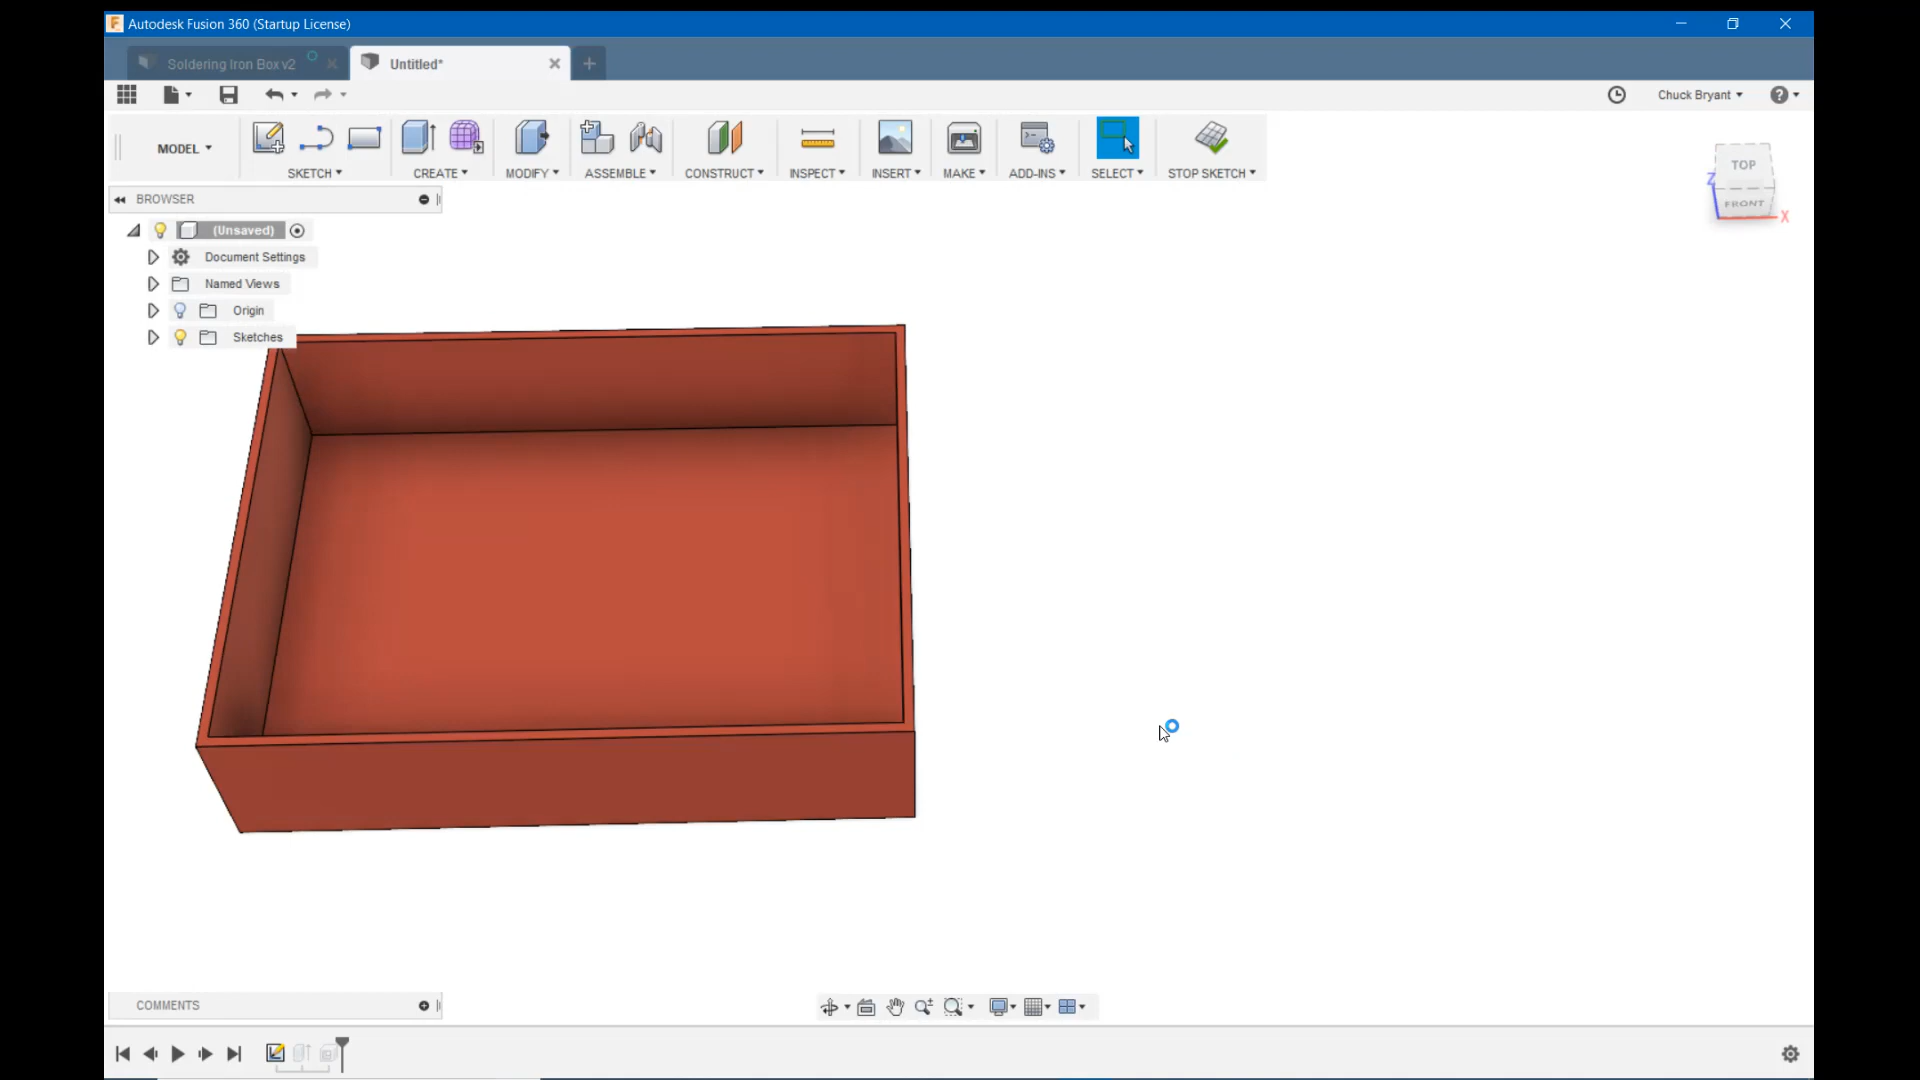 Autodesk Fusion 360 (Startup License)
Soldering Iron Box v2
Untitled*
Chuck Bryant
MODEL
SKETCH
CREATE
MODIFY
ASSEMBLE
CONSTRUCT
INSPECT
INSERT
MAKE
ADD-INS
SELECT
STOP SKETCH
TOP
FRONT
Z
X
BROWSER
(Unsaved)
Document Settings
Named Views
Origin
Sketches
COMMENTS